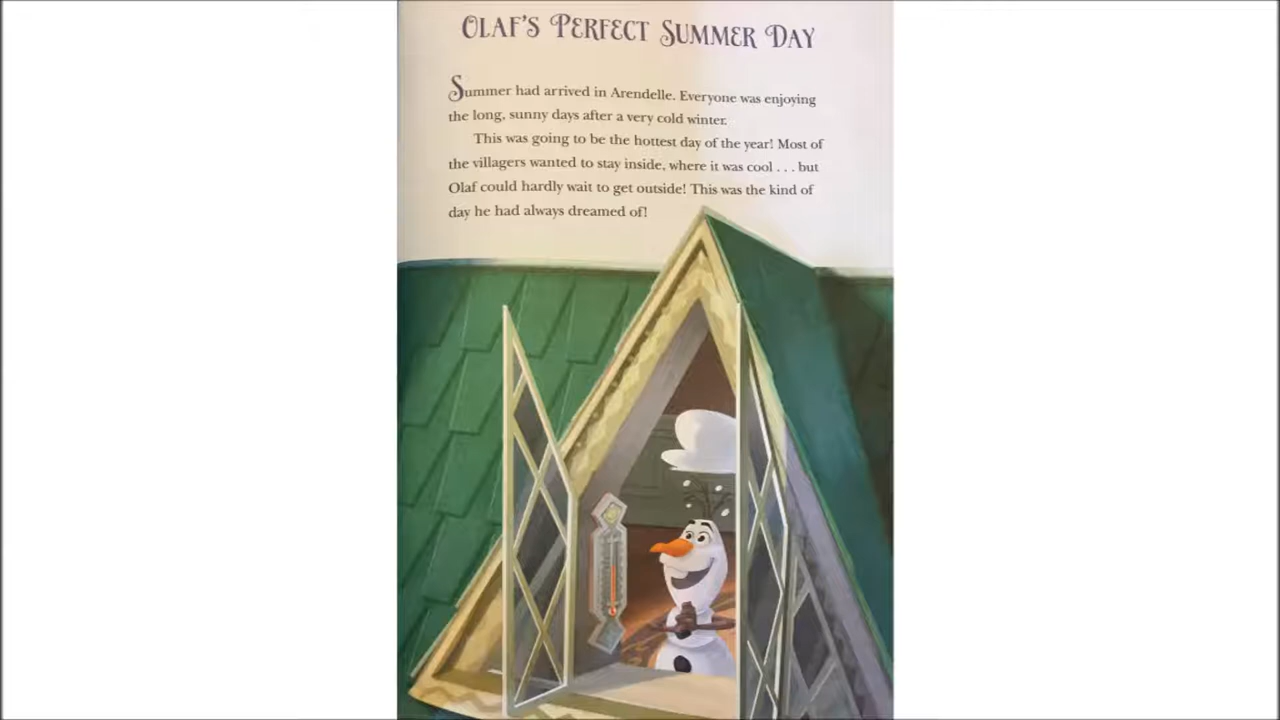 OLAF'S PERFECT SUMMER DAY
Summer had arrived in Arendelle. Everyone was enjoying
the long, sunny days after a very cold winter.
This was going to be the hottest day of the year! Most of
the villagers wanted to stay inside, where it was cool . . . but
Olaf could hardly wait to get outside! This was the kind of
day he had always dreamed of!